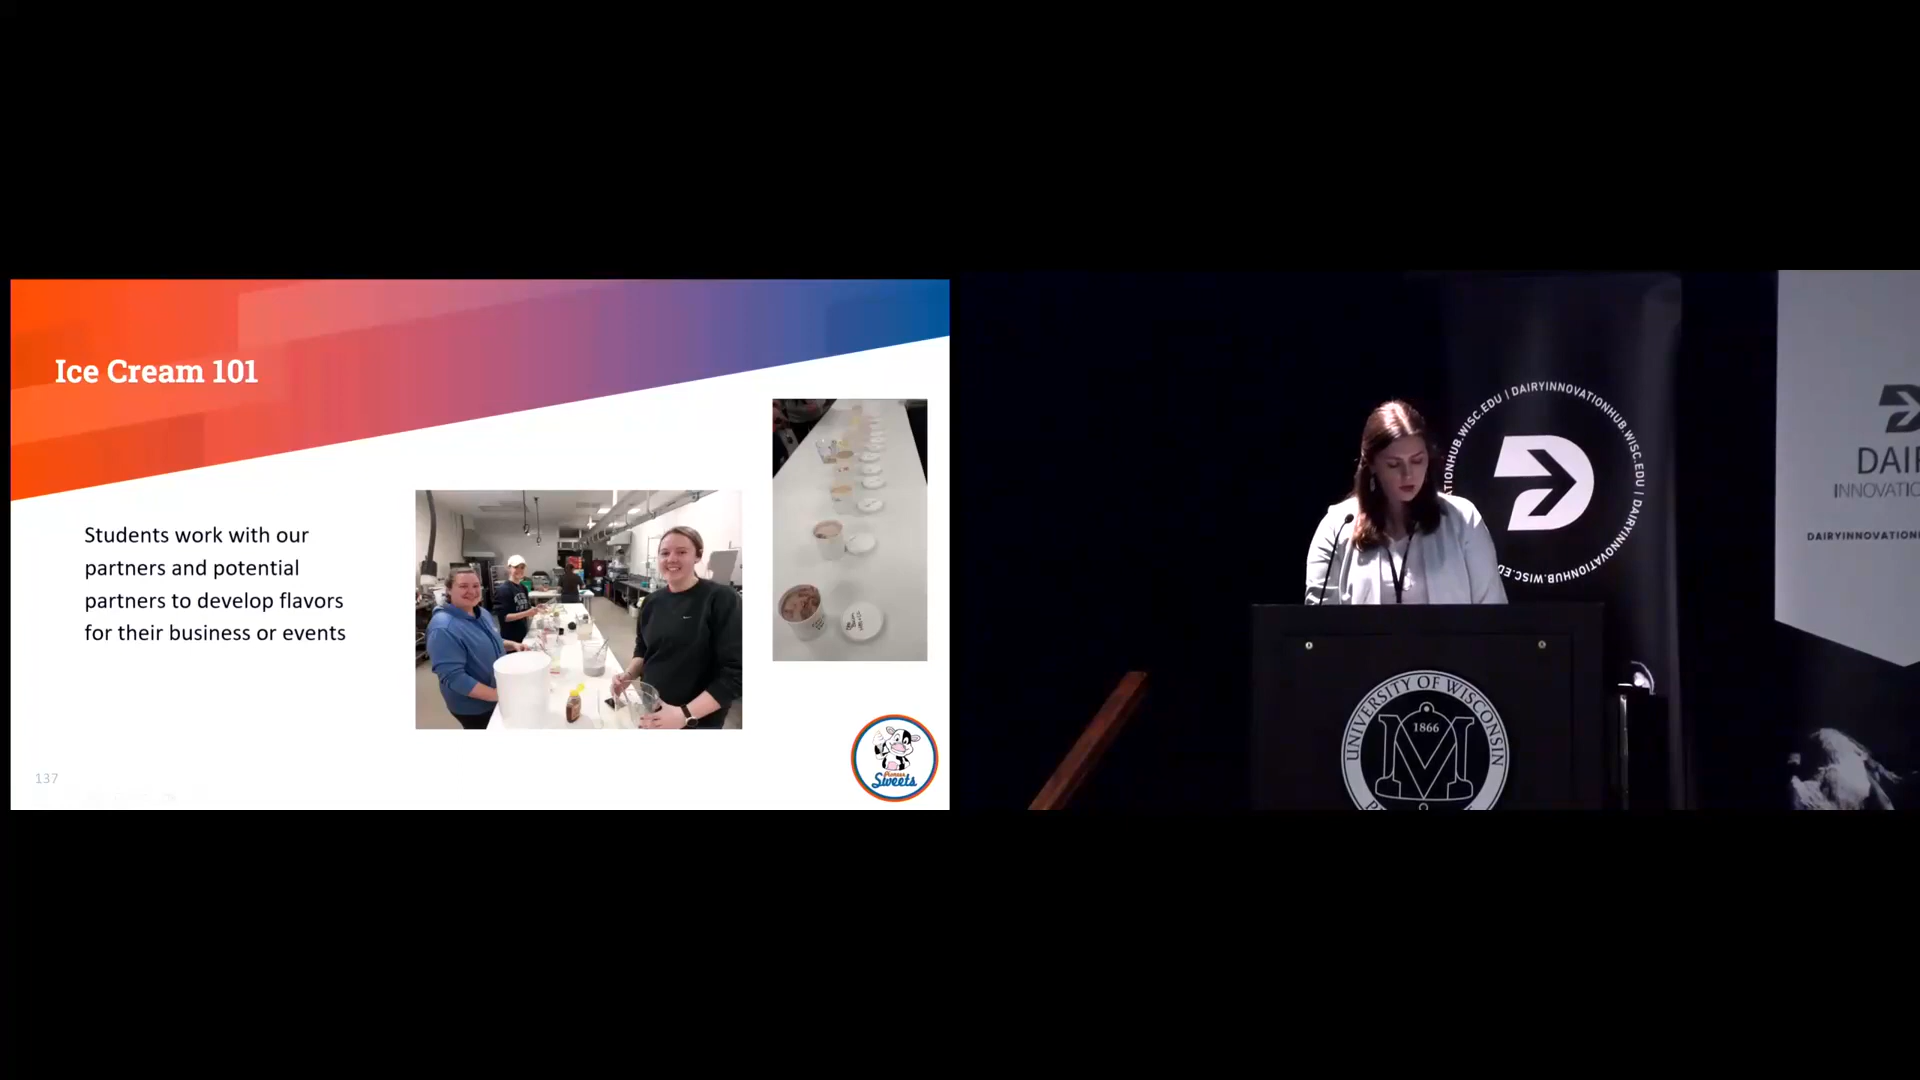 Ice Cream 101
Students work with our
partners and potential
partners to develop flavors
for their business or events
137
Pioneer
Sweets
DAIRYINNOVATIONHUB.WISC.EDU | DAIRYINNOVATIONHUB.WISC.EDU |
UNIVERSITY OF WISCONSIN
1866
M
DAI
INNOVATIO
DAIRYINNOVATION